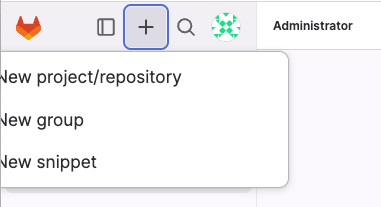 Administrator
New project/repository
New group
New snippet